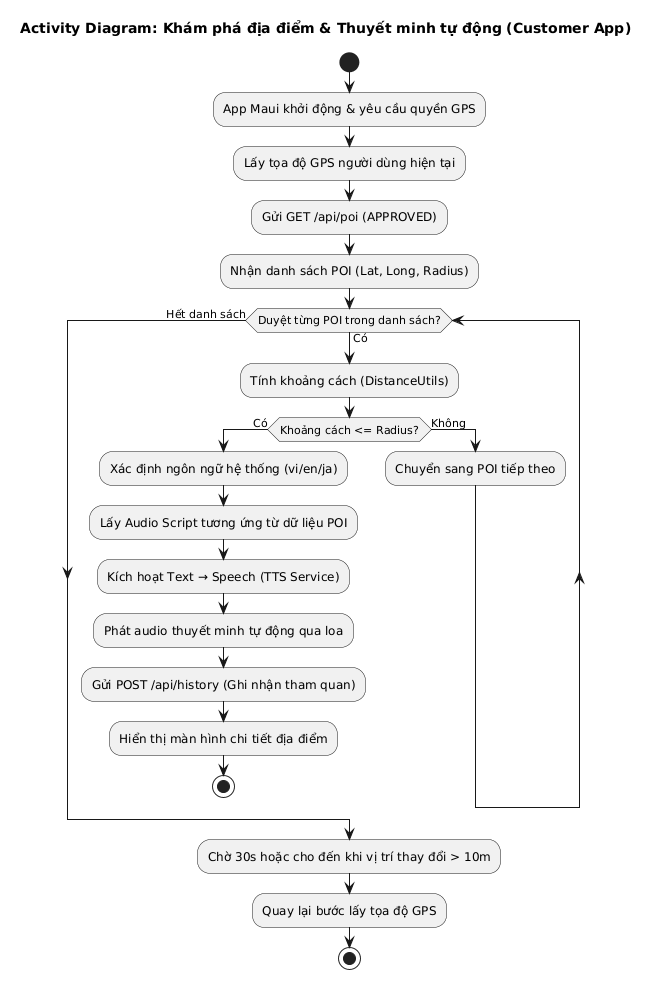 Activity Diagram: Khám phá địa điểm & Thuyết minh tự động (Customer App)
App Maui khởi động & yêu cầu quyền GPS
Lấy tọa độ GPS người dùng hiện tại
Gửi GET /api/poi (APPROVED)
Nhận danh sách POI (Lat, Long, Radius)
Hết danh sách
Duyệt từng POI trong danh sách?
Có
Tính khoảng cách (DistanceUtils)
Có
Khoảng cách <= Radius?
Không
Xác định ngôn ngữ hệ thống (vi/en/ja)
Chuyển sang POI tiếp theo
Lấy Audio Script tương ứng từ dữ liệu POI
Kích hoạt Text → Speech (TTS Service)
Phát audio thuyết minh tự động qua loa
Gửi POST /api/history (Ghi nhận tham quan)
Hiển thị màn hình chi tiết địa điểm
Chờ 30s hoặc cho đến khi vị trí thay đổi > 10m
Quay lại bước lấy tọa độ GPS